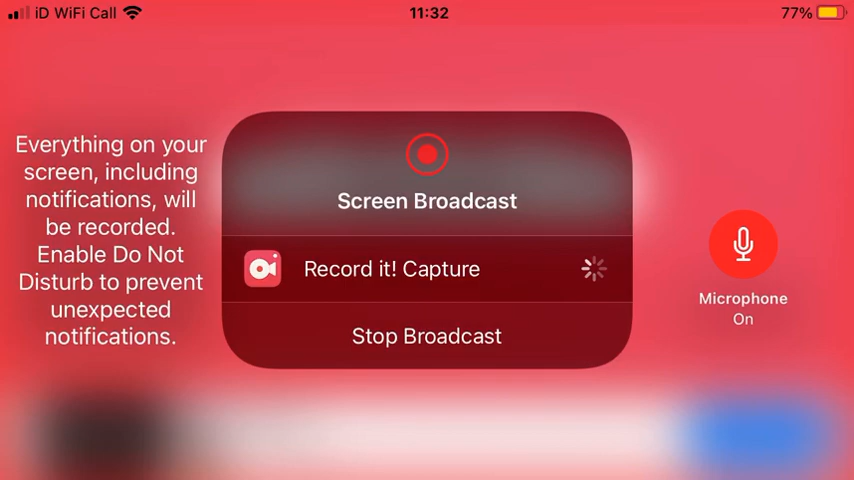 iD WiFi Call
11:32
77%
Everything on your
screen, including
notifications, will
be recorded.
Enable Do Not
Disturb to prevent
unexpected
notifications.
Screen Broadcast
Record it! Capture
Stop Broadcast
Microphone
On